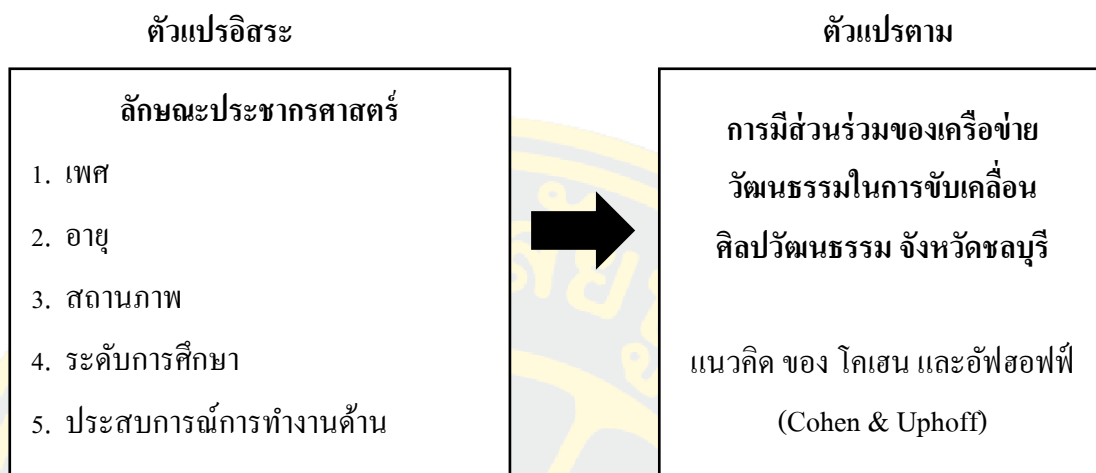 ตัวแปรอิสระ
ตัวแปรตาม
ลักษณะประชากรศาสตร์
1. เพศ
2. อายุ
3. สถานภาพ
4. ระดับการศึกษา
5. ประสบการณ์การทำงานด้าน
การมีส่วนร่วมของเครือข่าย
วัฒนธรรมในการขับเคลื่อน
ศิลปวัฒนธรรม จังหวัดชลบุรี
แนวคิด ของ โคเฮน และอัฟฮอฟฟ์
(Cohen & Uphoff)